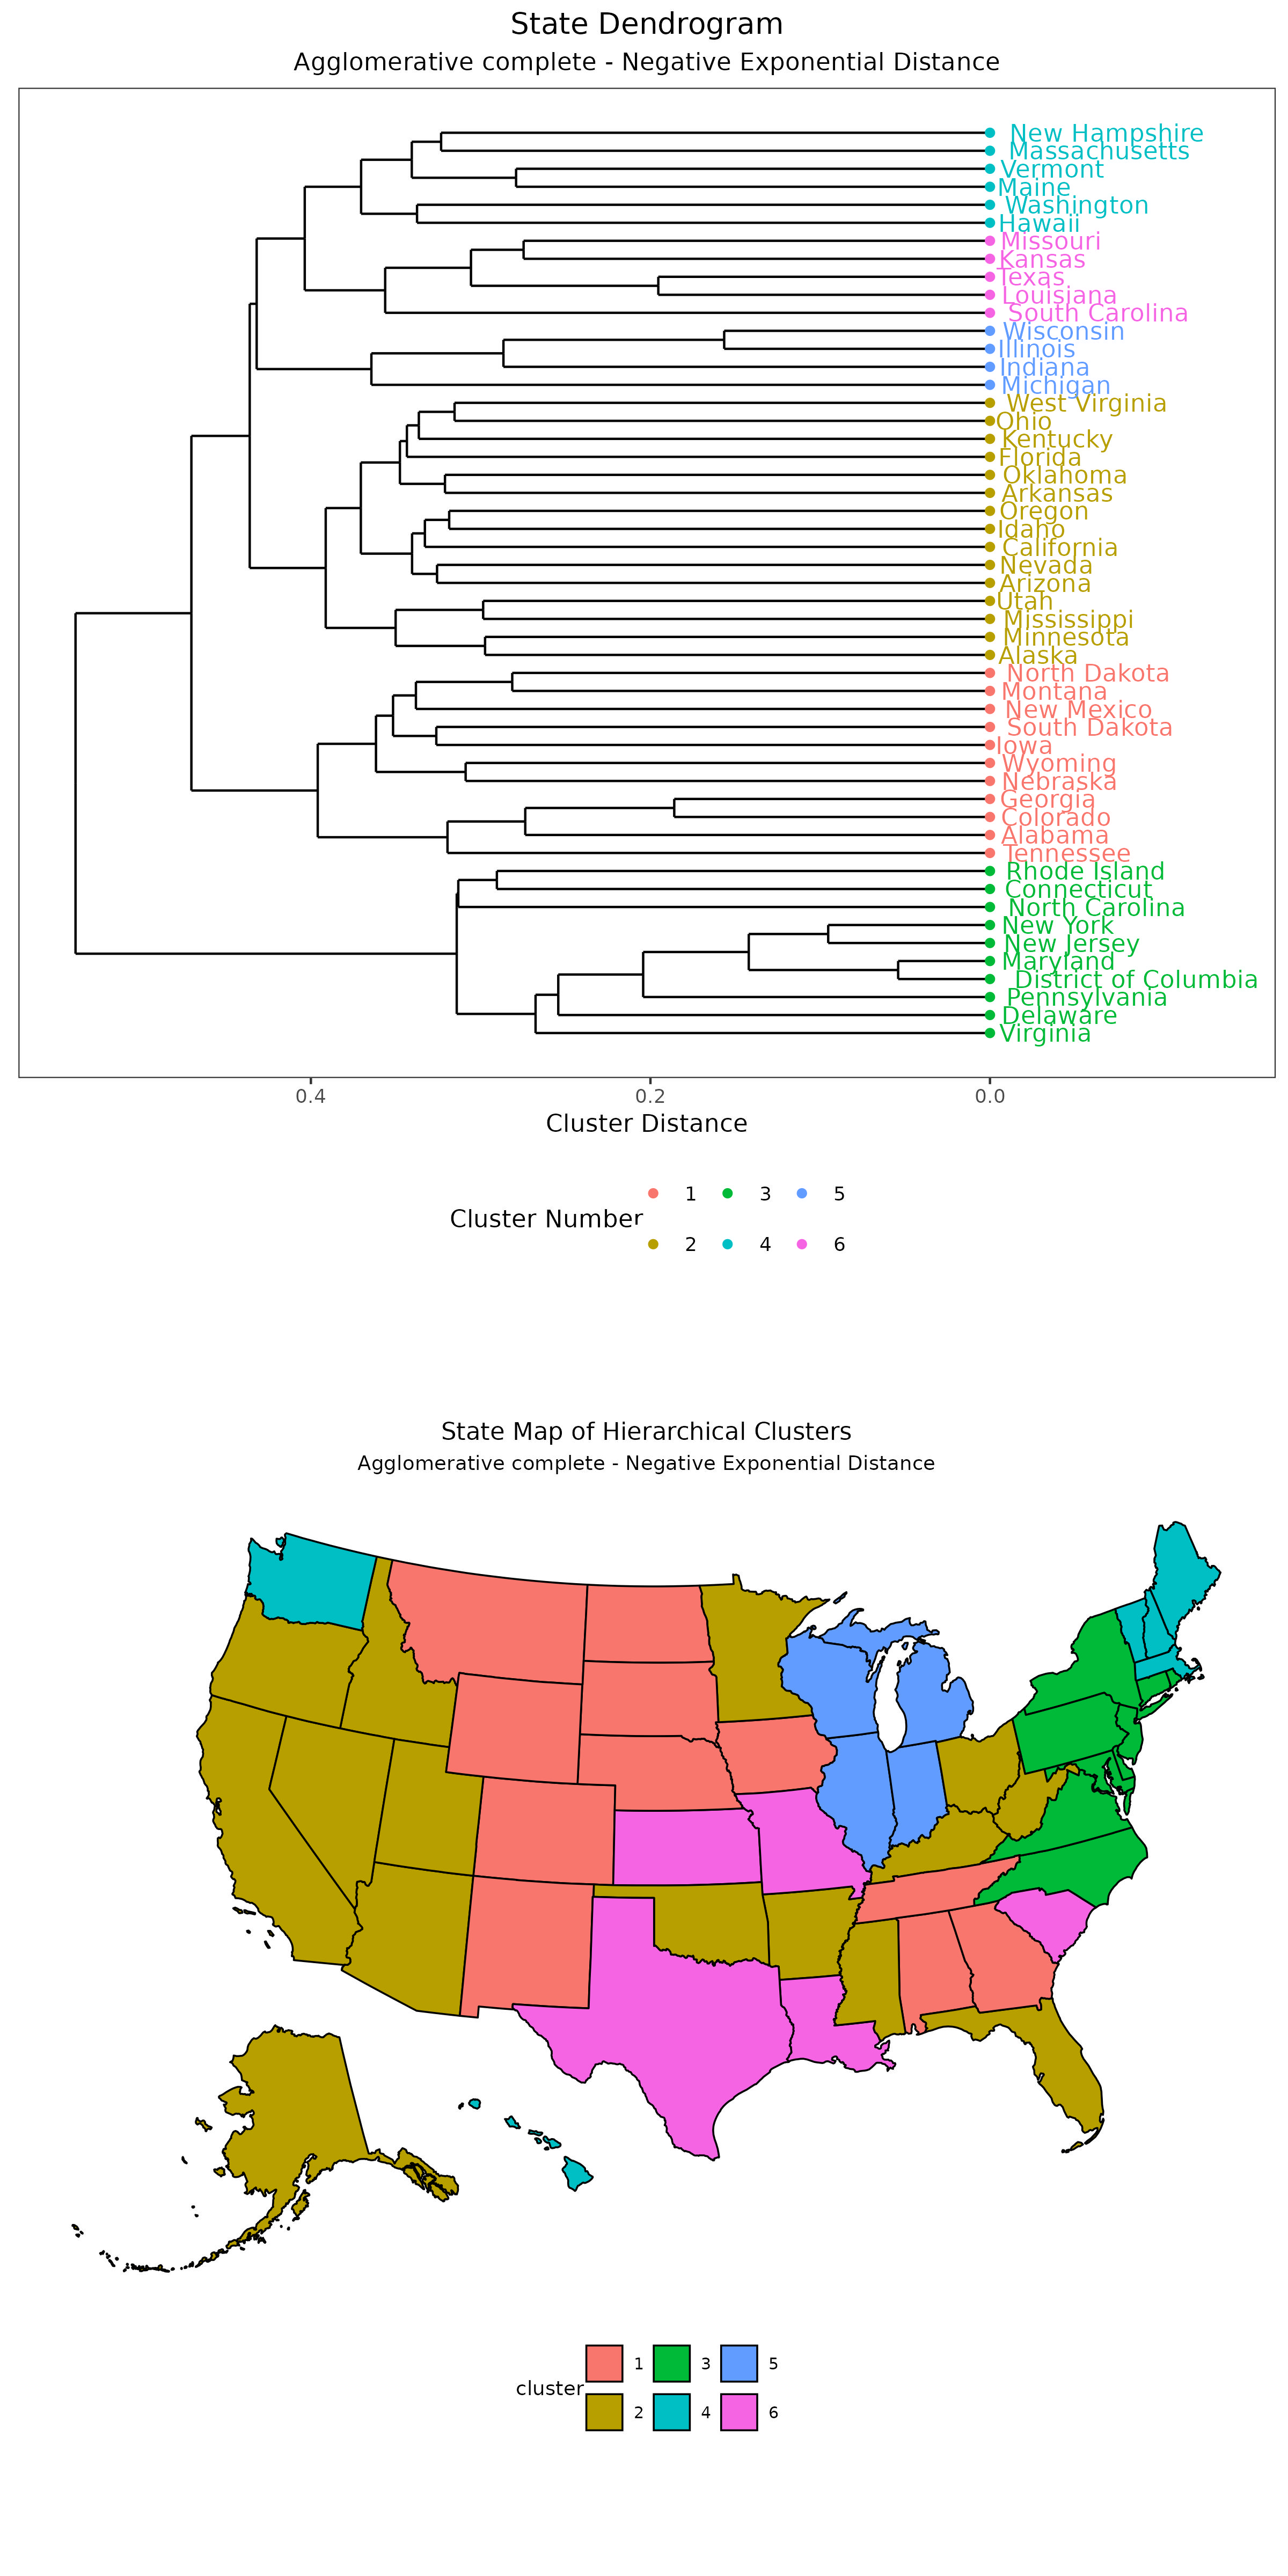 State Dendrogram
Agglomerative complete - Negative Exponential Distance
New Hampshire
Massachusetts
Vermont
Maine
Washington
Hawaii
Missouri
Kansas
Texas
Louisiana
South Carolina
Wisconsin
Illinois
Indiana
Michigan
West Virginia
Ohio
Kentucky
Florida
Oklahoma
Arkansas
Oregon
Idaho
California
Nevada
Arizona
Utah
Mississippi
Minnesota
Alaska
North Dakota
Montana
New Mexico
South Dakota
Iowa
Wyoming
Nebraska
Georgia
Colorado
Alabama
Tennessee
Rhode Island
Connecticut
North Carolina
New York
New Jersey
Maryland
District of Columbia
Pennsylvania
Delaware
Virginia
0.4 0.2 0.0
Cluster Distance
1 3 5
Cluster Number
2 4 6
State Map of Hierarchical Clusters
Agglomerative complete - Negative Exponential Distance
1 3 5
cluster
2 4 6